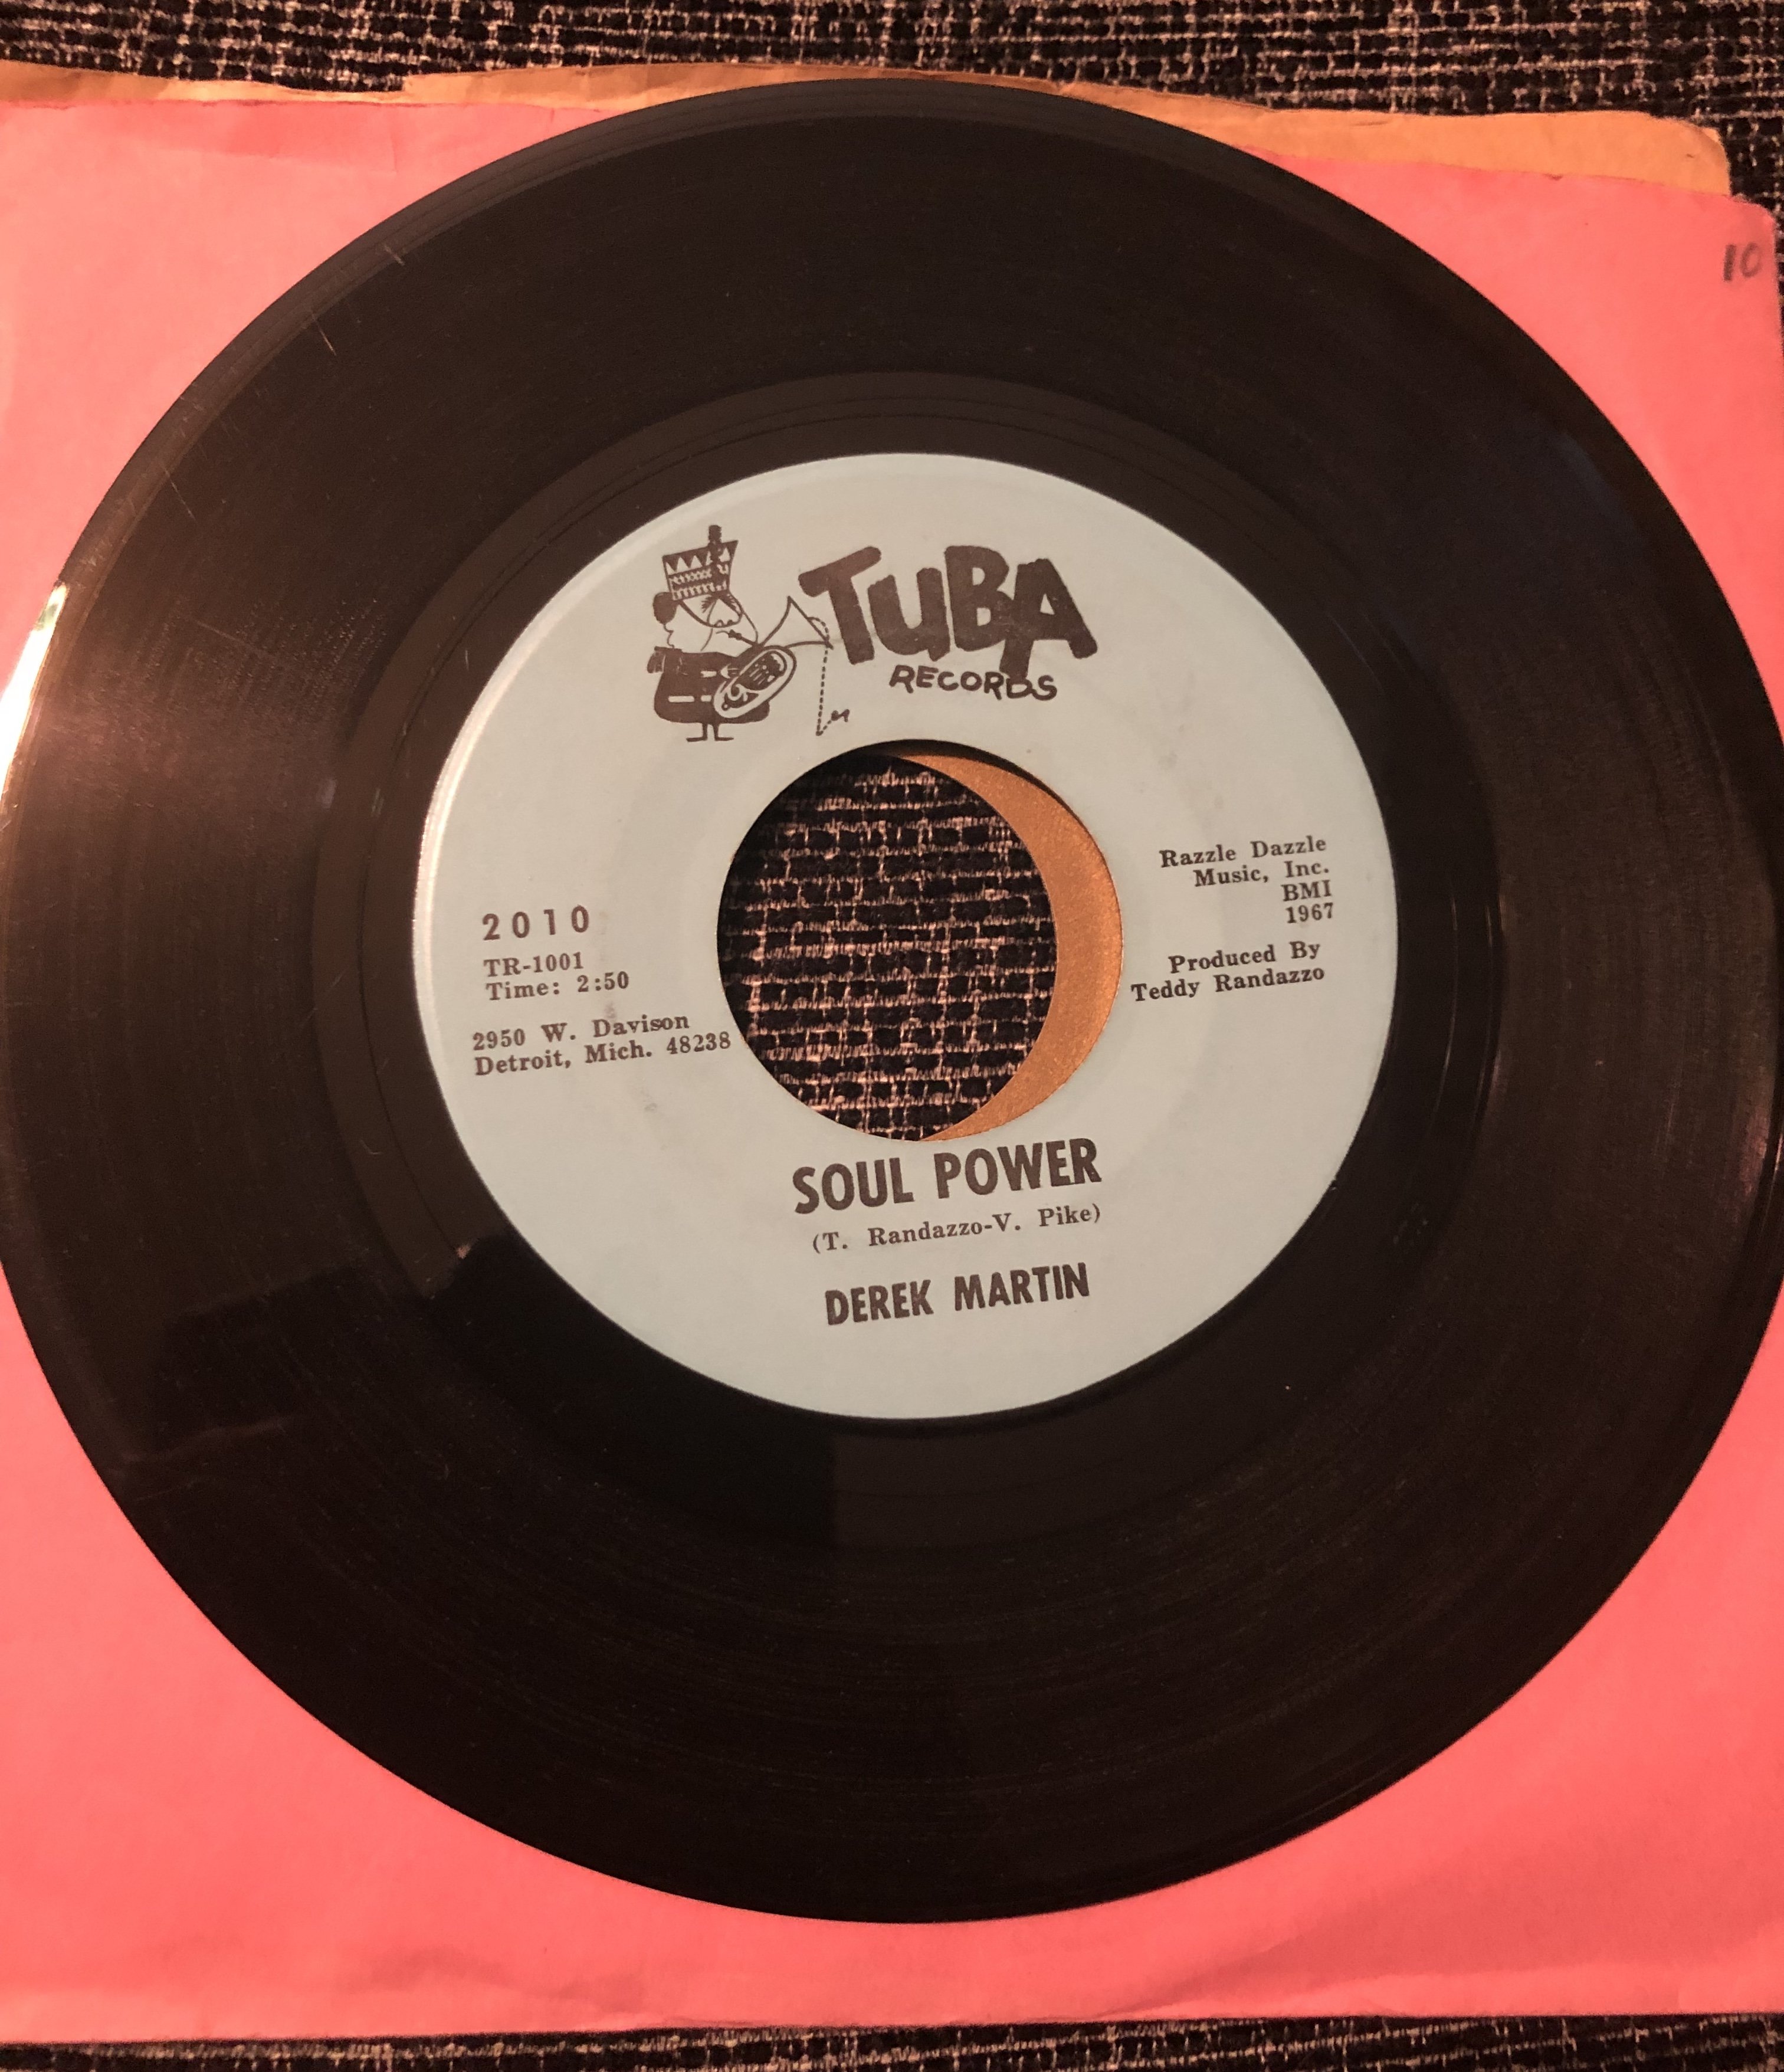 10
TUBA
RECORDS
2010
TR-1001
Time: 2:50
2950 W. Davison
Detroit, Mich. 48238
Razzle Dazzle
Music, Inc.
BMI
1967
Produced By
Teddy Randazzo
SOUL POWER
(T. Randazzo-V. Pike)
DEREK MARTIN